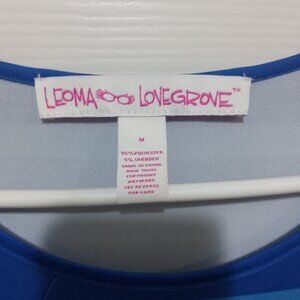 LEOMA LOVEGROVE™
M
95% POLYESTER
5% SPANDEX
MADE IN CHINA
COPYRIGHT
ARTWORK
SEE REVERSE
FOR CARE